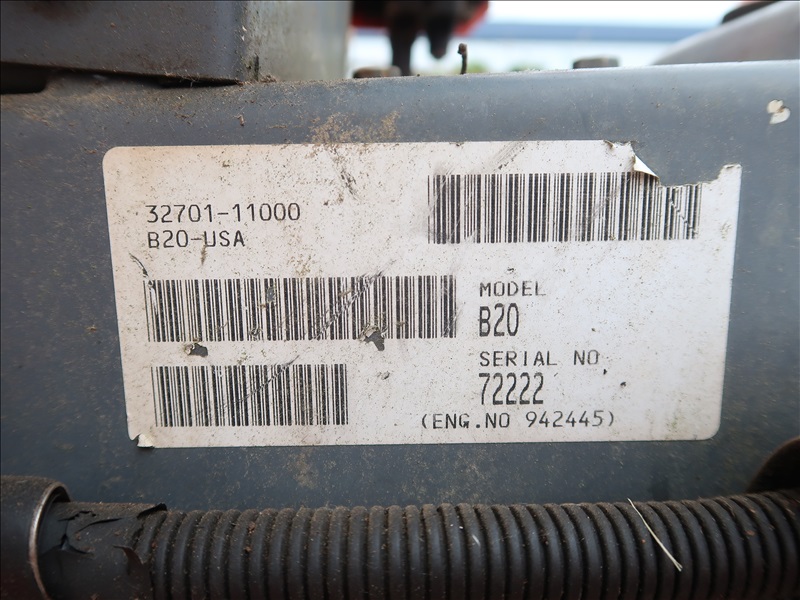 32701-11000
B20-USA
MODEL
B20
SERIAL NO
72222
(ENG.NO 942445)